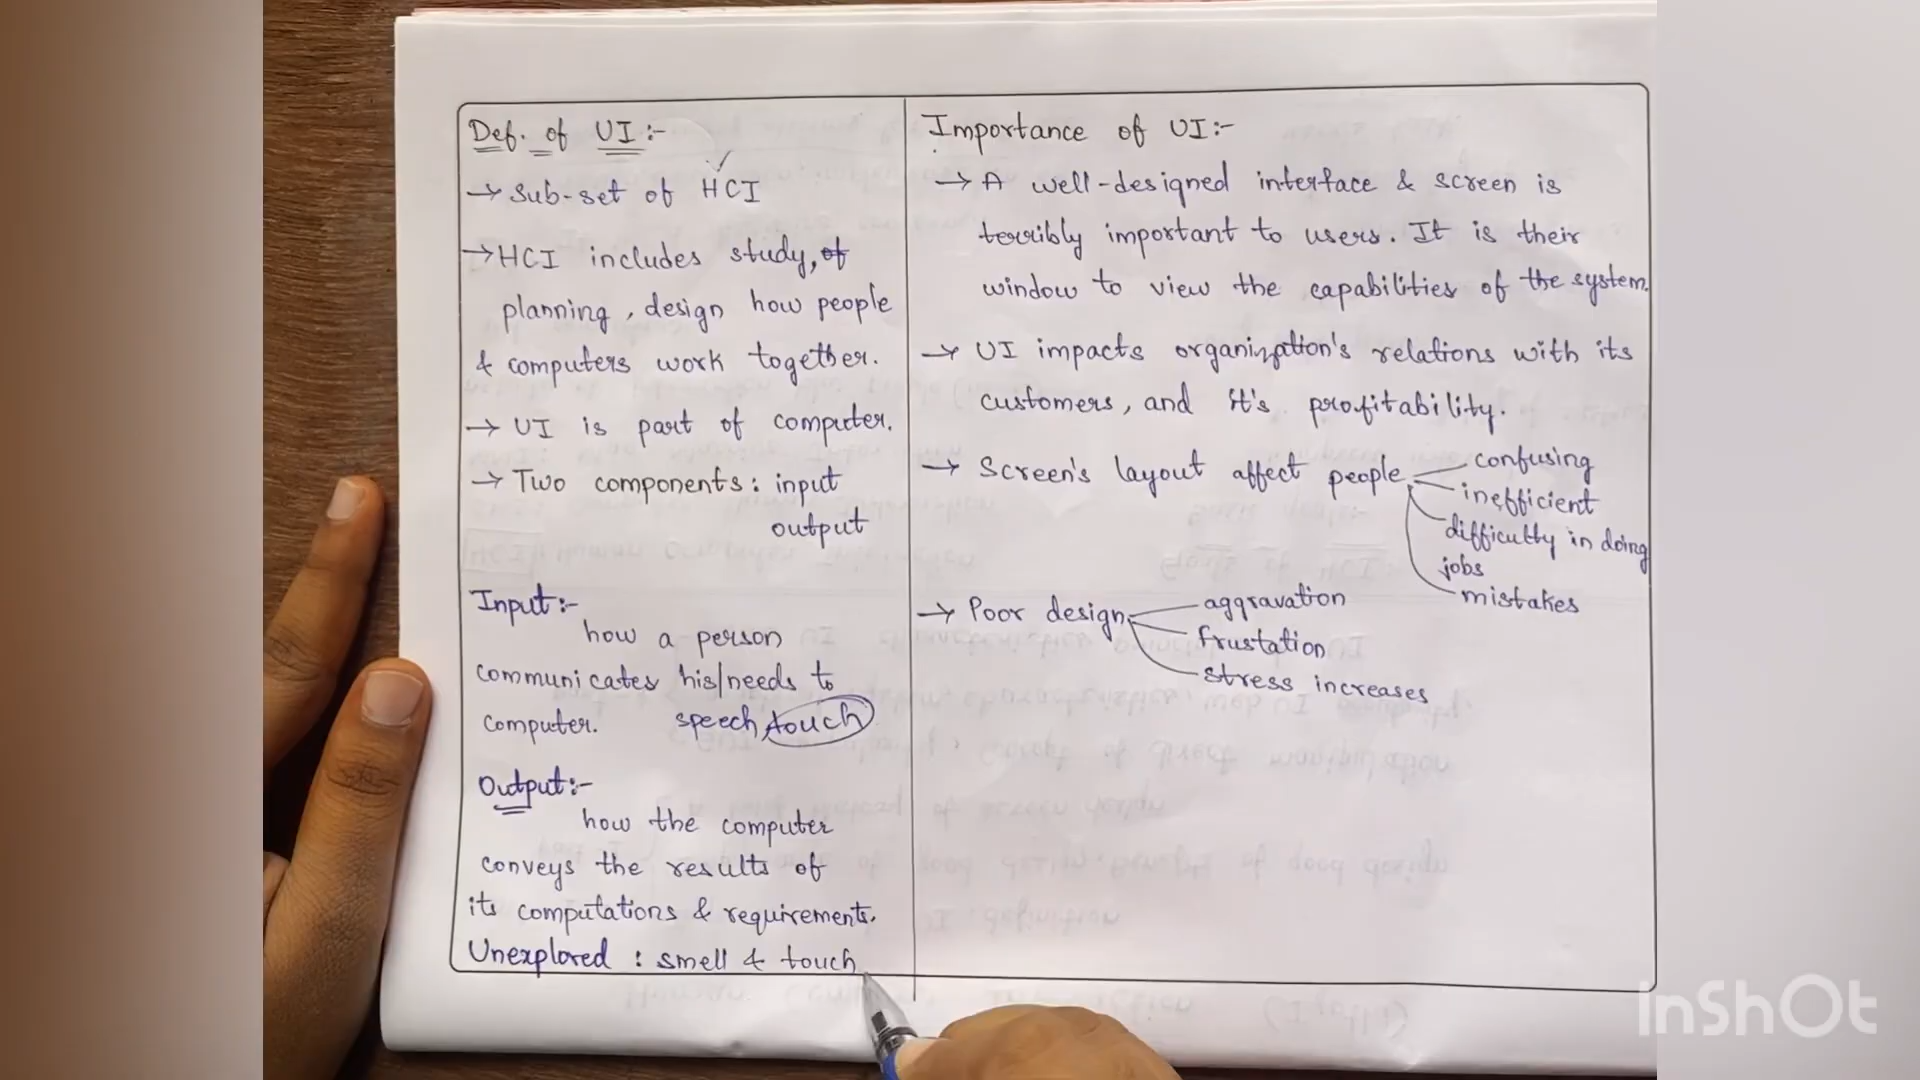 Def. of UI:-
→ Sub-set of HCI
→ HCI includes study, of
planning, design how people
& computers work together.
→ UI is part of computer.
→ Two components: input
output
Input:-
how a person
communicates his/needs to
computer. speech, touch
Output:-
how the computer
conveys the results of
its computations & requirements.
Unexplored : smell & touch
Importance of UI:-
→ A well-designed interface & screen is
terribly important to users. It is their
window to view the capabilities of the system.
→ UI impacts organization's relations with its
customers, and it's profitability.
→ Screen's layout affect people
confusing
inefficient
difficulty in doing
jobs
mistakes
→ Poor design
aggravation
frustation
stress increases
InShOt